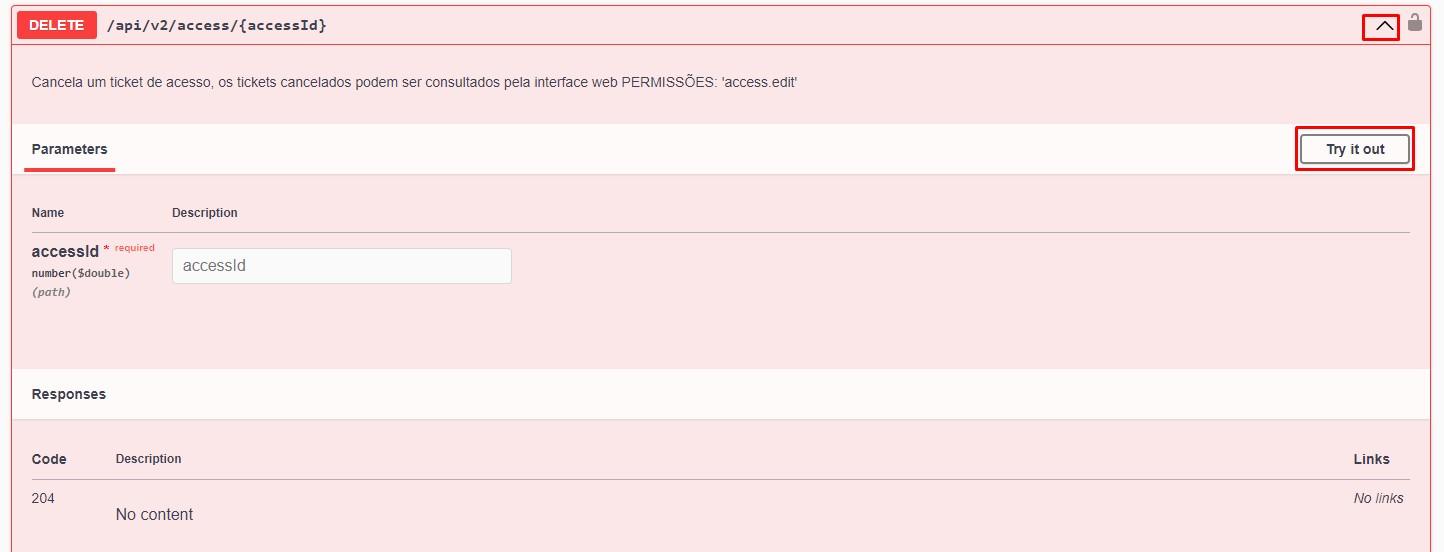 DELETE /api/v2/access/{accessId}
Cancela um ticket de acesso, os tickets cancelados podem ser consultados pela interface web PERMISSÕES: 'access.edit'
Parameters Try it out
Name Description
accessId * required
accessId
number($double)
(path)
Responses
Code Description Links
204 No links
No content